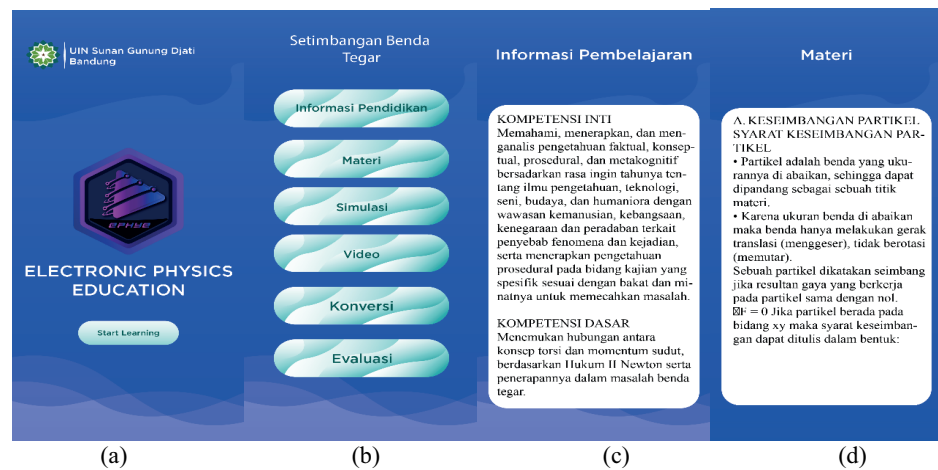 UIN Sunan Gunung Djati
Bandung
EPHYE
ELECTRONIC PHYSICS
EDUCATION
Start Learning
(a)
Setimbangan Benda
Tegar
Informasi Pendidikan
Materi
Simulasi
Video
Konversi
Evaluasi
(b)
Informasi Pembelajaran
KOMPETENSI INTI
Memahami, menerapkan, dan men-
ganalis pengetahuan faktual, konsep-
tual, prosedural, dan metakognitif
bersadarkan rasa ingin tahunya ten-
tang ilmu pengetahuan, teknologi,
seni, budaya, dan humaniora dengan
wawasan kemanusian, kebangsaan,
kenegaraan dan peradaban terkait
penyebab fenomena dan kejadian,
serta menerapkan pengetahuan
prosedural pada bidang kajian yang
spesifik sesuai dengan bakat dan mi-
natnya untuk memecahkan masalah.
KOMPETENSI DASAR
Menemukan hubungan antara
konsep torsi dan momentum sudut,
berdasarkan Hukum II Newton serta
penerapannya dalam masalah benda
tegar.
(c)
Materi
A. KESEIMBANGAN PARTIKEL
SYARAT KESEIMBANGAN PAR-
TIKEL
• Partikel adalah benda yang uku-
rannya di abaikan, sehingga dapat
dipandang sebagai sebuah titik
materi.
• Karena ukuran benda di abaikan
maka benda hanya melakukan gerak
translasi (menggeser), tidak berotasi
(memutar).
Sebuah partikel dikatakan seimbang
jika resultan gaya yang berkerja
pada partikel sama dengan nol.
F = 0 Jika partikel berada pada
bidang xy maka syarat keseimban-
gan dapat ditulis dalam bentuk:
(d)